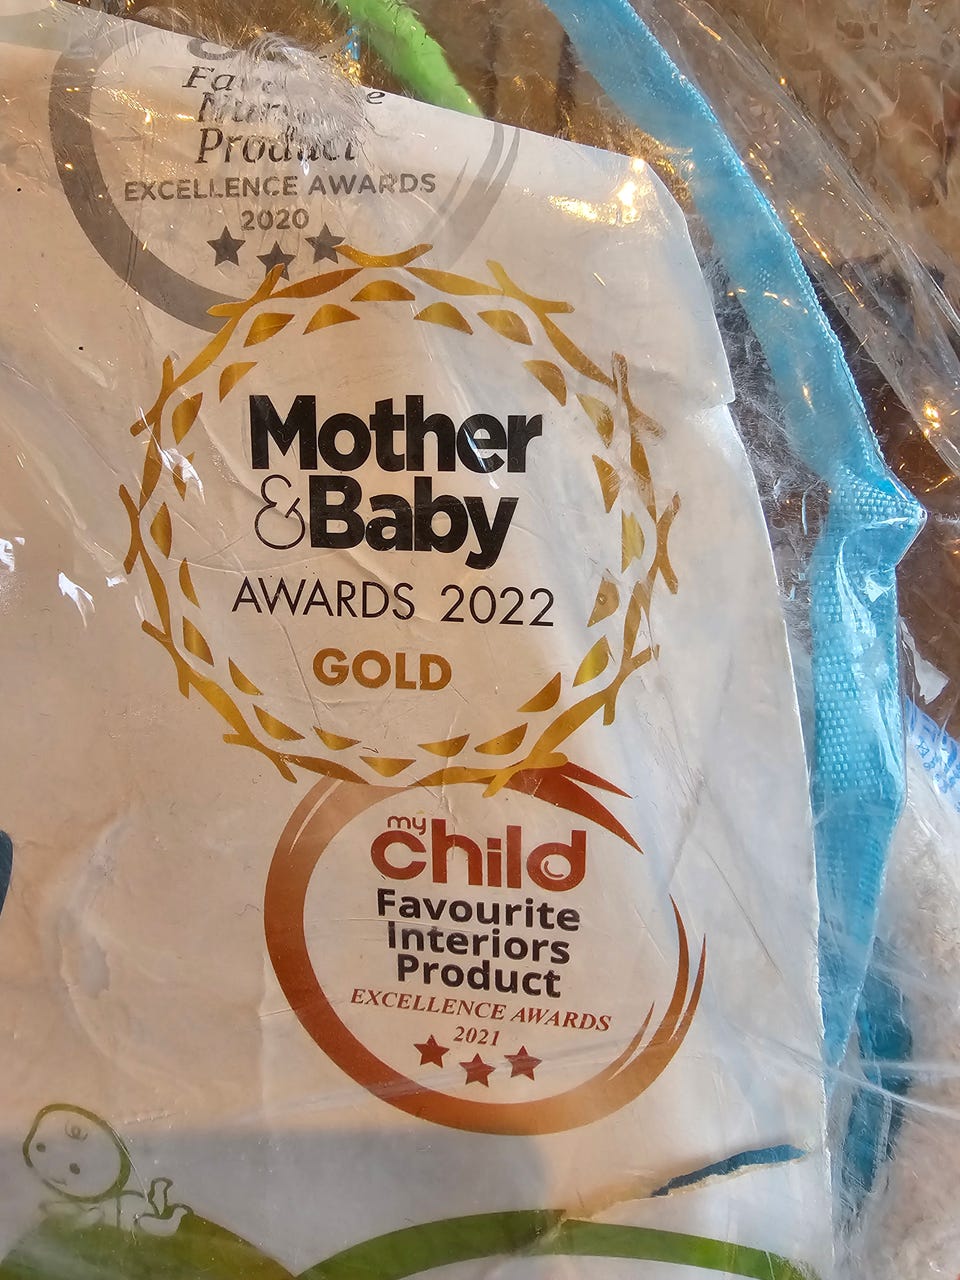 Product
EXCELLENCE AWARDS
2020
Mother
&Baby
AWARDS 2022
GOLD
my
child
Favourite
Interiors
Product
EXCELLENCE AWARDS
2021